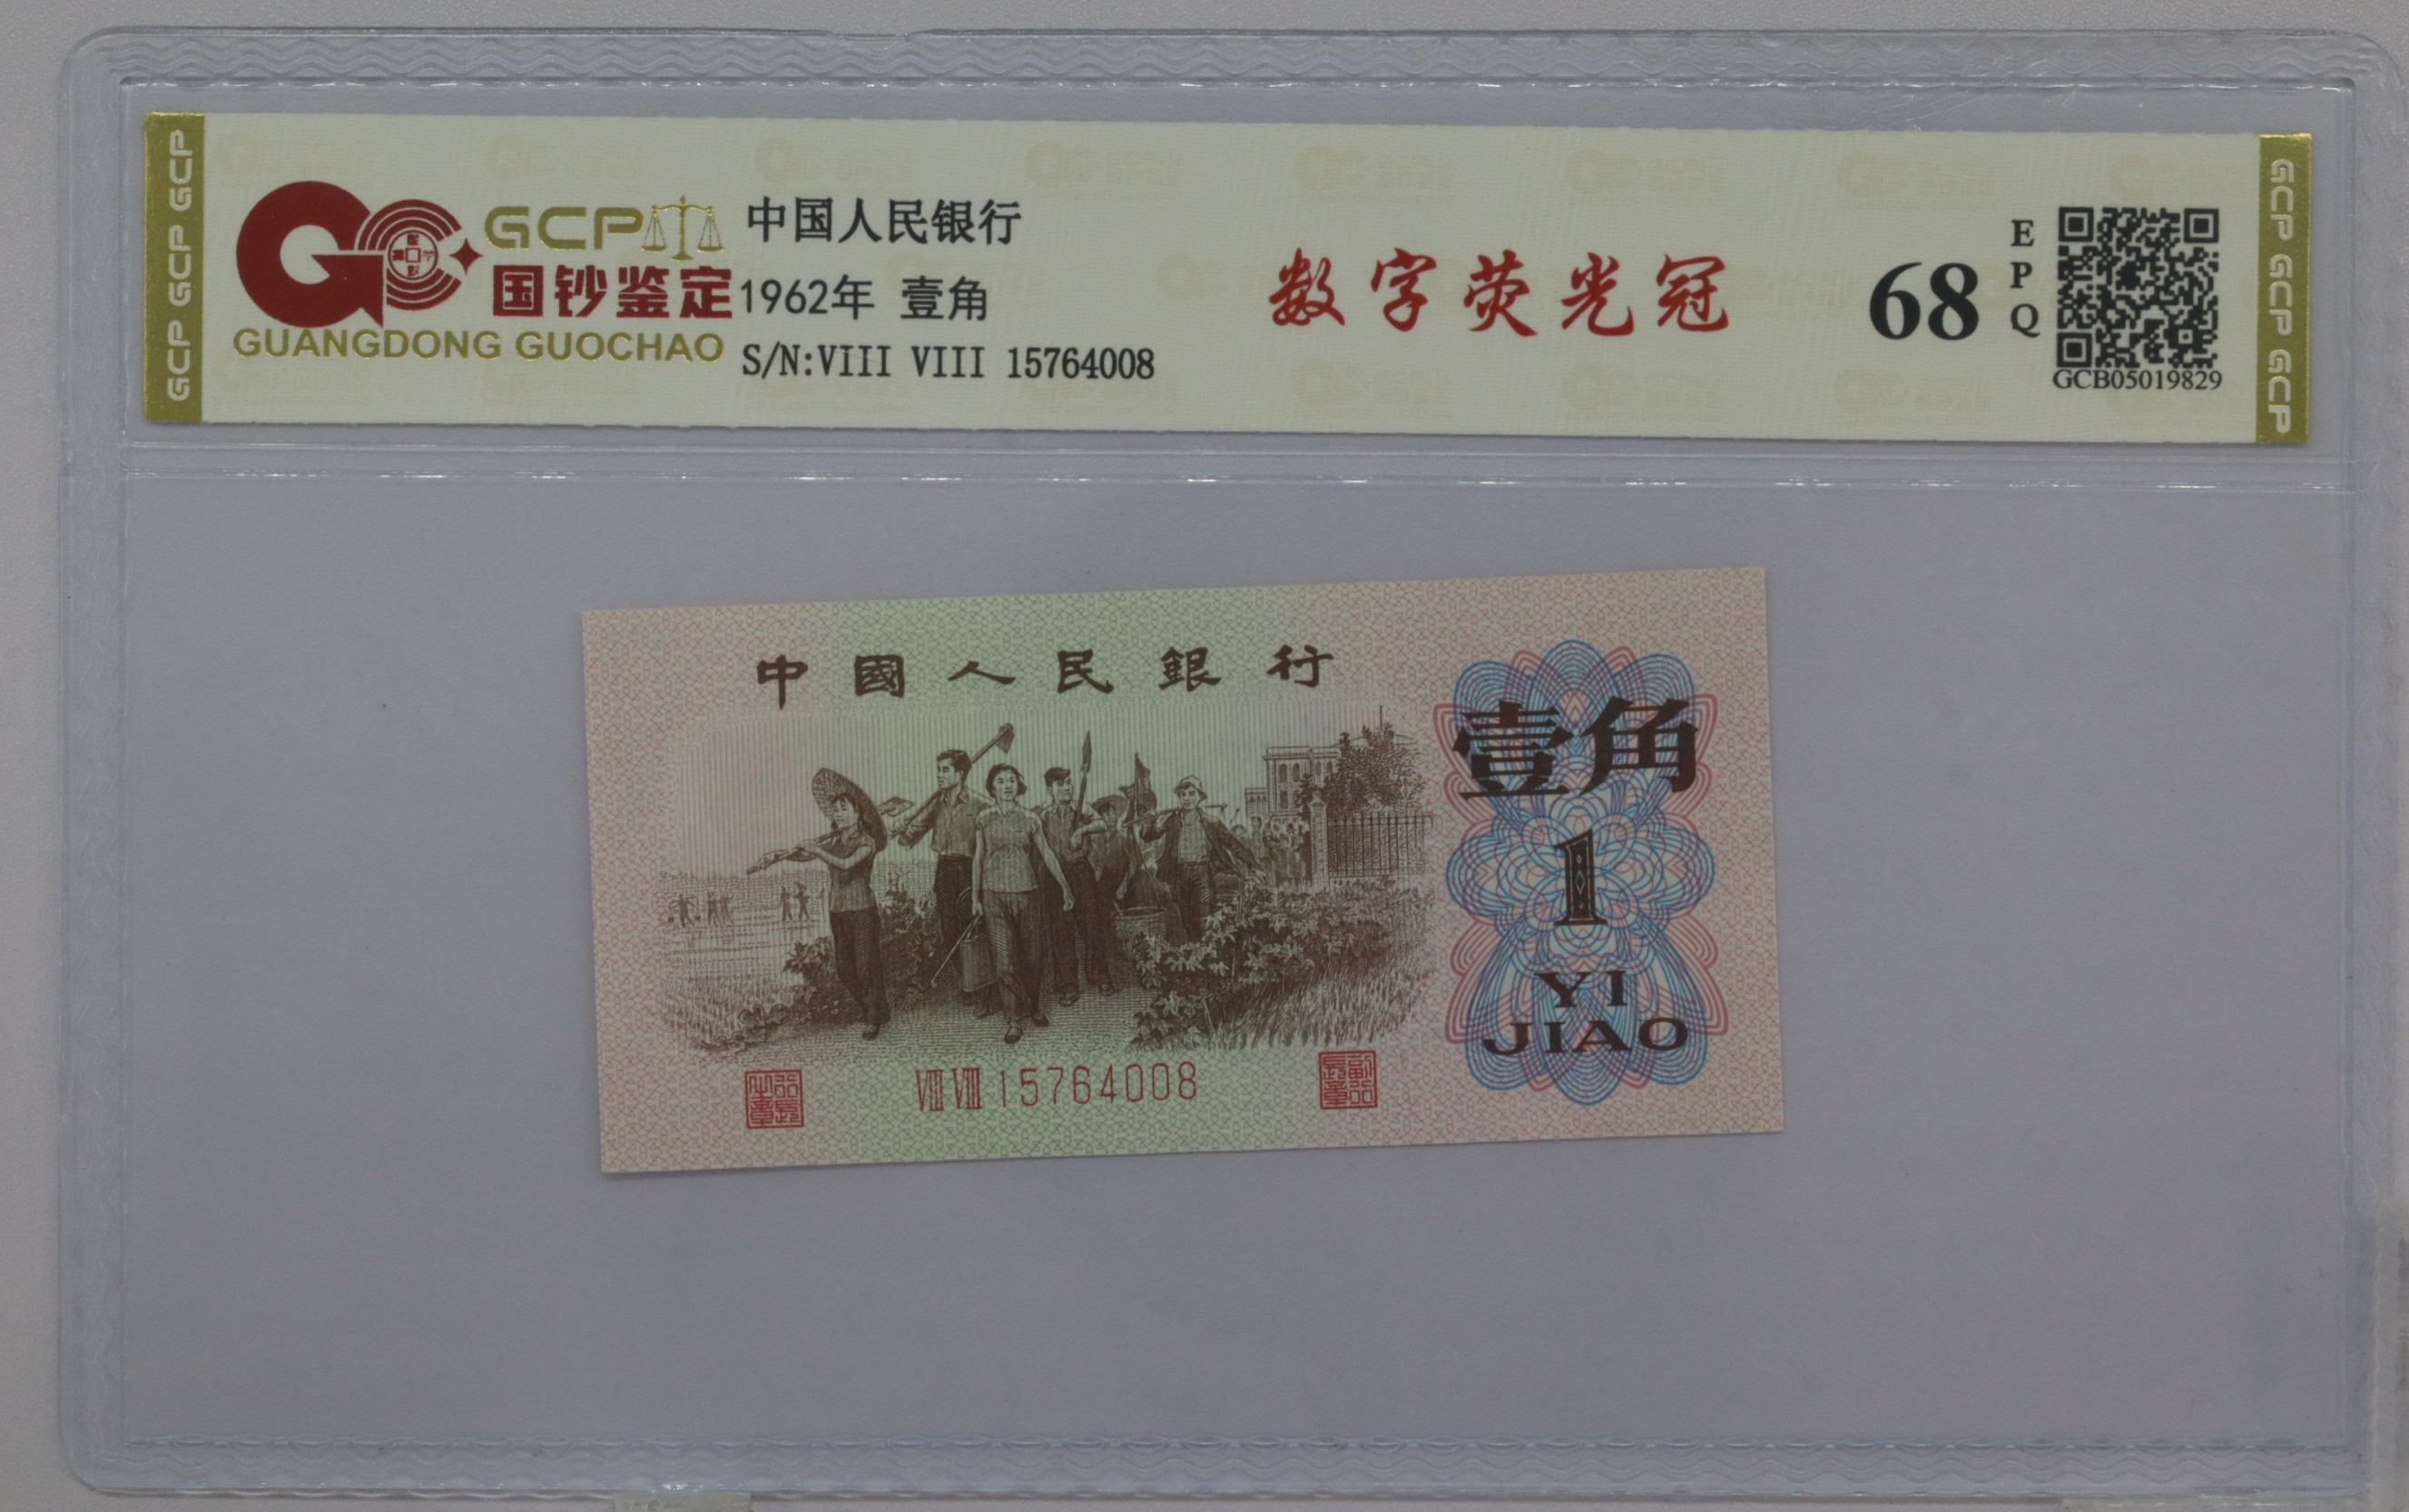 GCP GCP GCP
GCP
国钞鉴定
GUANGDONG GUOCHAO
中国人民银行
1962年 壹角
S/N:VIII VIII 15764008
数字荧光冠
68
EPQ
GCB05019829
GCP GCP GCP
中國人民銀行
壹角
1
YI
JIAO
VIII VIII 15764008